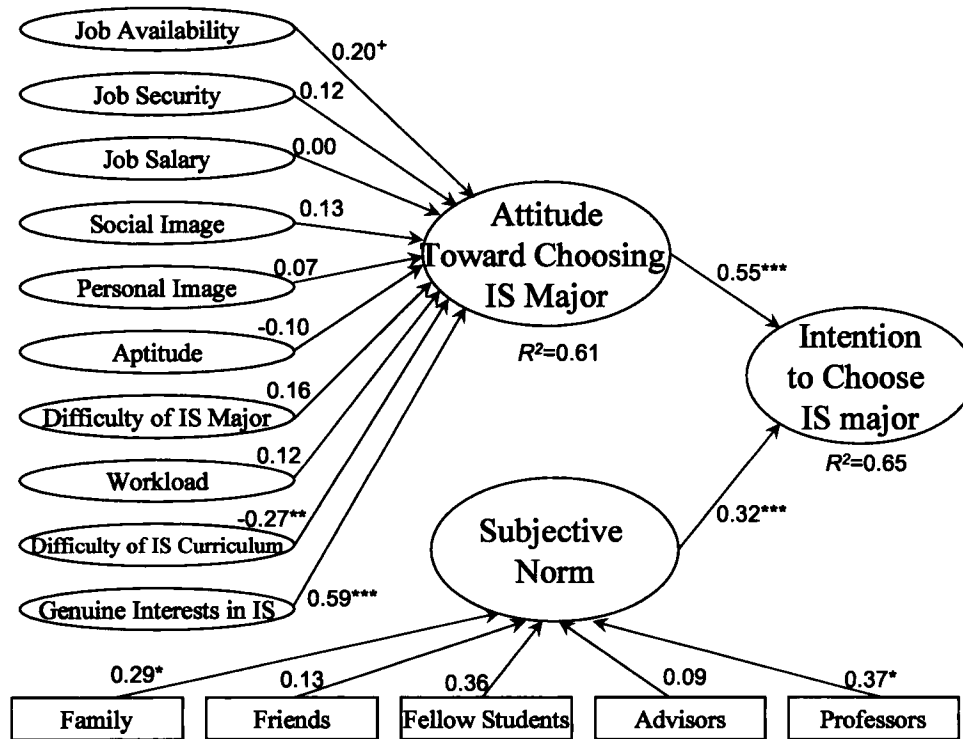 Job Availability
0.20+
Job Security
0.12
Job Salary
0.00
Social Image
0.13
Personal Image
0.07
Aptitude
-0.10
Difficulty of IS Major
0.16
Workload
0.12
Difficulty of IS Curriculum
-0.27**
Genuine Interests in IS
0.59***
Attitude
Toward Choosing
IS Major
R²=0.61
0.55***
Intention
to Choose
IS major
R²=0.65
Subjective
Norm
0.32***
0.29*
0.13
0.36
0.09
0.37*
Family
Friends
Fellow Students
Advisors
Professors